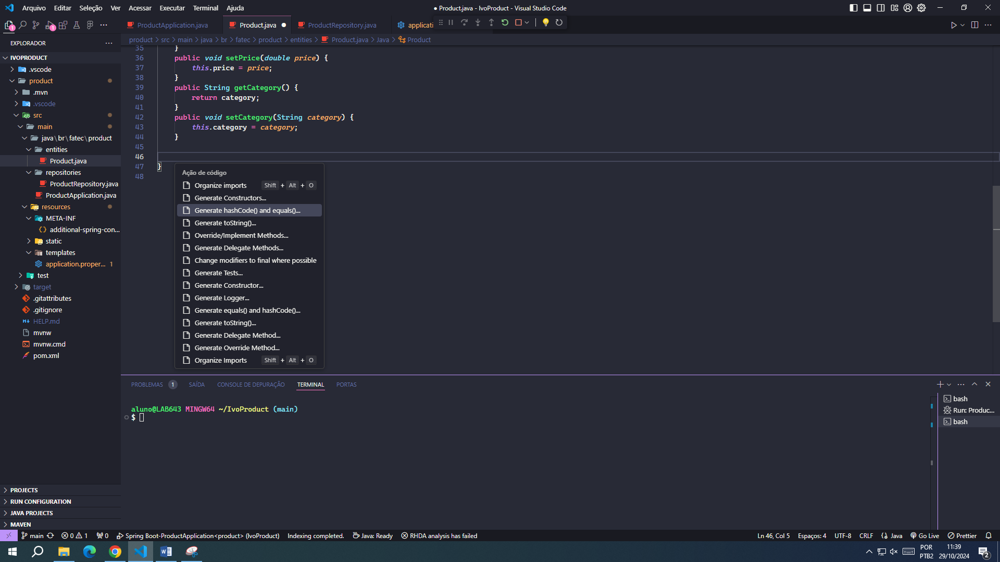 Arquivo Editar Seleção Ver Acessar Executar Terminal Ajuda
● Product.java - IvoProduct - Visual Studio Code
1 1
ProductApplication.java Product.java ● ProductRepository.java applicati
EXPLORADOR
product > src > main > java > br > fatec > product > entities > Product.java > Java > Product
IVOPRODUCT
.vscode
product
.mvn
.vscode
src
main
java\br\fatec\product
entities
Product.java
repositories
ProductRepository.java
ProductApplication.java
resources
META-INF
additional-spring-con...
static
templates
application.proper... 1
test
target
.gitattributes
.gitignore
HELP.md
mvnw
mvnw.cmd
pom.xml
PROJECTS
RUN CONFIGURATION
JAVA PROJECTS
MAVEN
35 }
36 public void setPrice(double price) {
37 this.price = price;
38 }
39 public String getCategory() {
40 return category;
41 }
42 public void setCategory(String category) {
43 this.category = category;
44 }
45
46
47 }
48
Ação de código
Organize imports Shift + Alt + O
Generate Constructors...
Generate hashCode() and equals()...
Generate toString()...
Override/Implement Methods...
Generate Delegate Methods...
Change modifiers to final where possible
Generate Tests...
Generate Constructor...
Generate Logger...
Generate equals() and hashCode()...
Generate toString()...
Generate Delegate Method...
Generate Override Method...
Organize Imports Shift + Alt + O
PROBLEMAS 1 SAÍDA CONSOLE DE DEPURAÇÃO TERMINAL PORTAS
aluno@LAB643 MINGW64 ~/IvoProduct (main)
$
bash
Run: Produc...
bash
main 0 1 0 Spring Boot-ProductApplication<product> (IvoProduct) Indexing completed. Java: Ready RHDA analysis has failed
Ln 46, Col 5 Espaços: 4 UTF-8 CRLF Java Go Live Prettier
POR
PTB2
11:39
29/10/2024
2